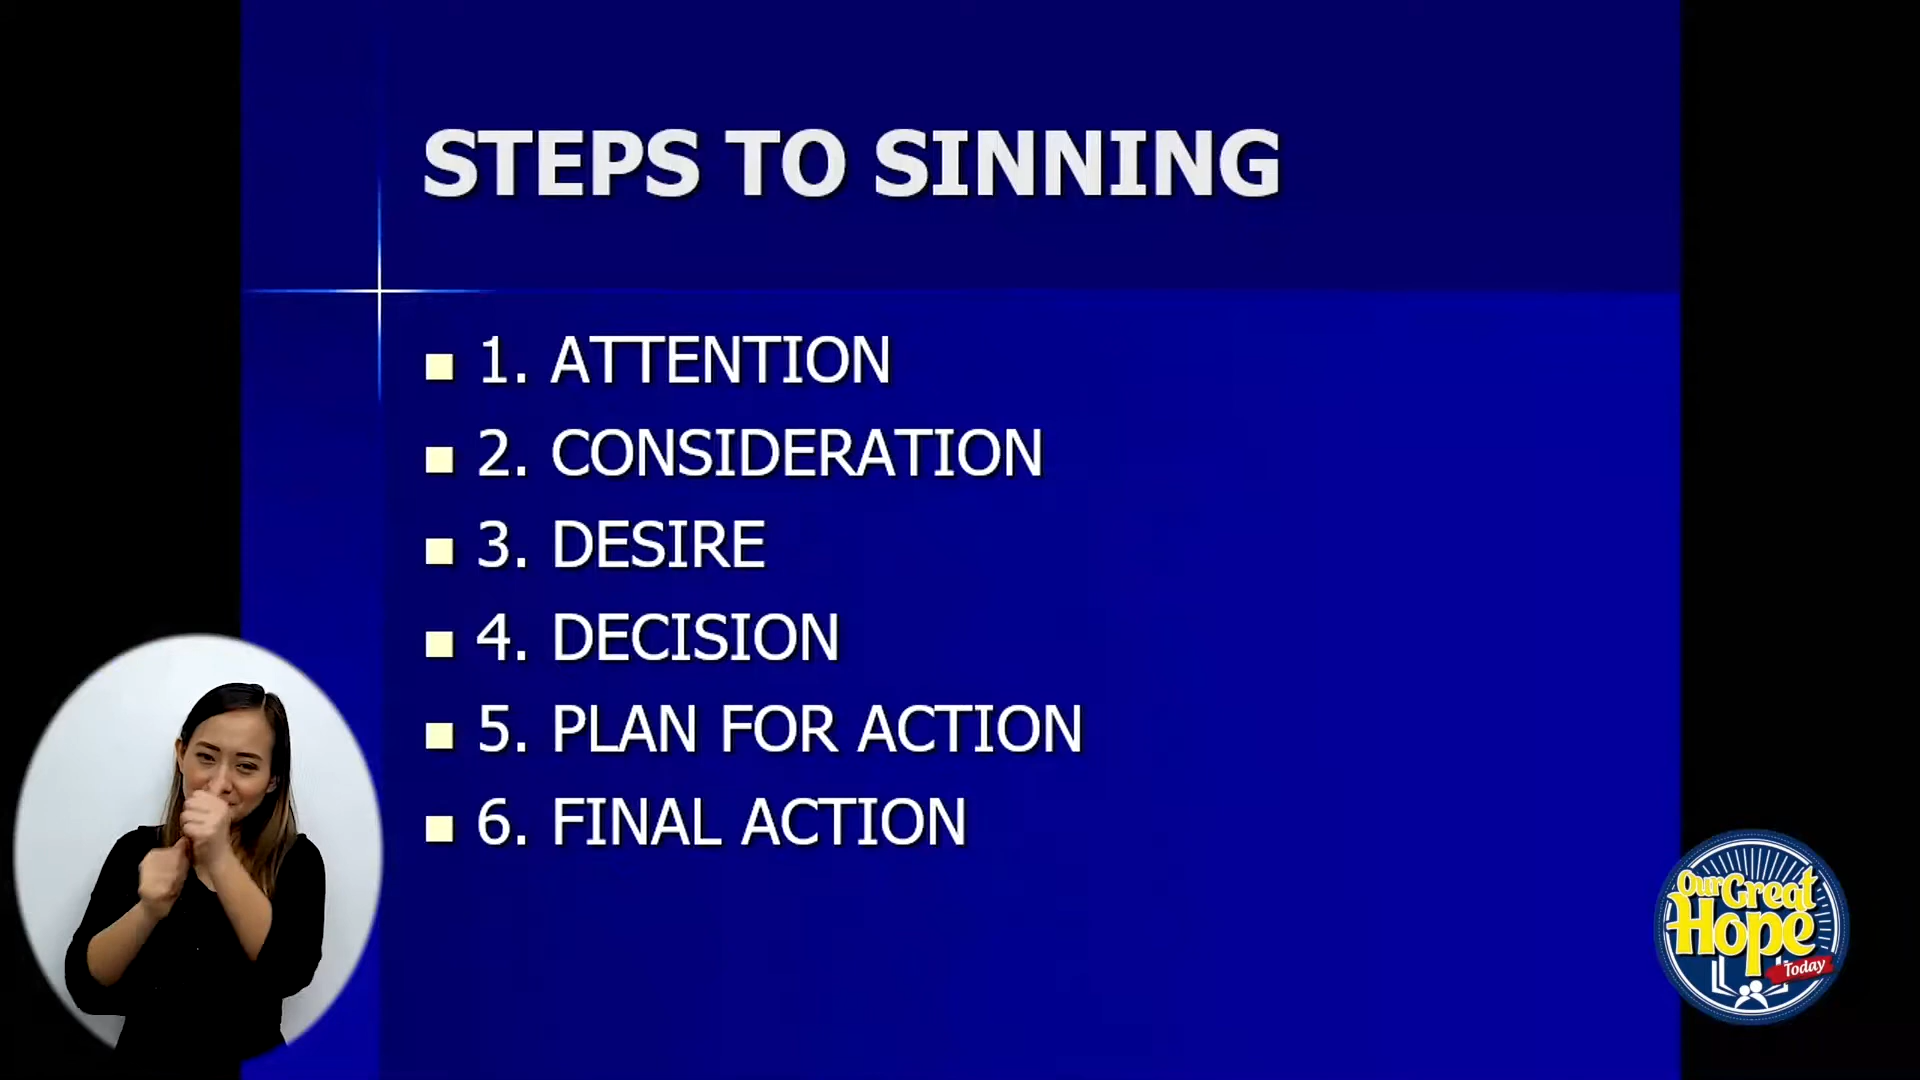 STEPS TO SINNING
1. ATTENTION
2. CONSIDERATION
3. DESIRE
4. DECISION
5. PLAN FOR ACTION
6. FINAL ACTION
Our Great
Hope
Today